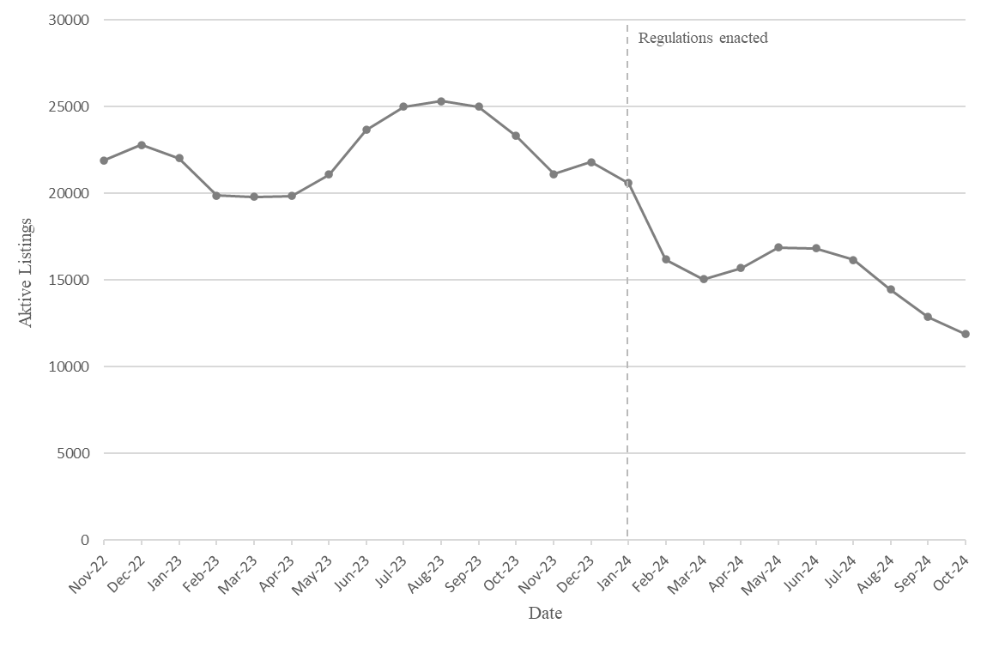 30000
Regulations enacted
25000
20000
15000
10000
5000
0
Aktive Listings
Nov-22
Dec-22
Jan-23
Feb-23
Mar-23
Apr-23
May-23
Jun-23
Jul-23
Aug-23
Sep-23
Oct-23
Nov-23
Dec-23
Jan-24
Feb-24
Mar-24
Apr-24
May-24
Jun-24
Jul-24
Aug-24
Sep-24
Oct-24
Date